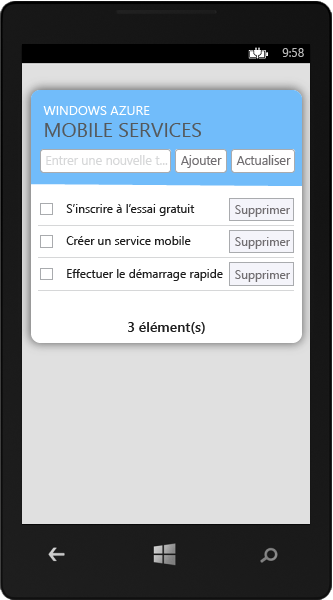 9:58
WINDOWS AZURE
MOBILE SERVICES
Entrer une nouvelle t... Ajouter Actualiser
S'inscrire à l'essai gratuit Supprimer
Créer un service mobile Supprimer
Effectuer le démarrage rapide Supprimer
3 élément(s)